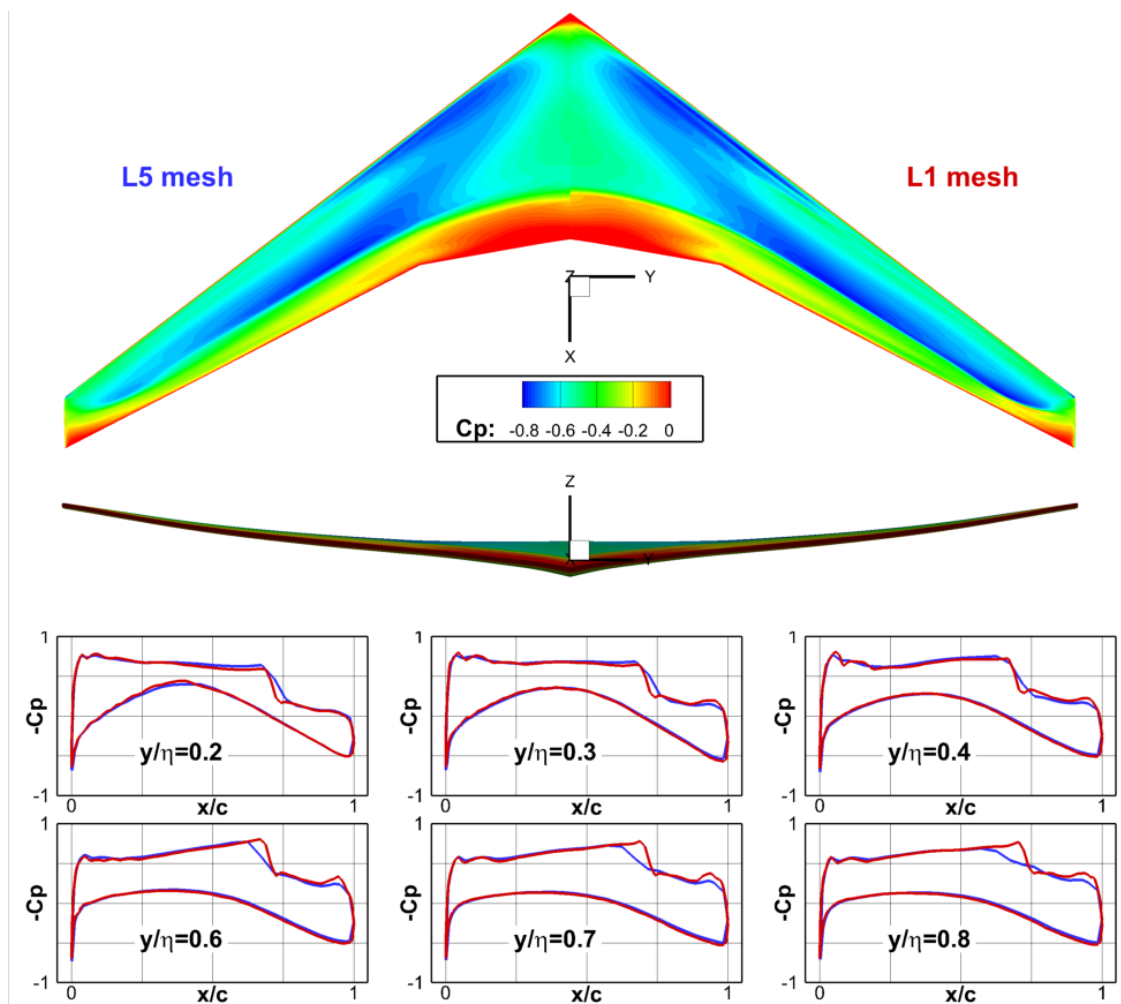 L5 mesh
L1 mesh
Z
Y
X
Cp:
-0.8 -0.6 -0.4 -0.2 0
Z
X
Y
1
-Cp
-1
y/η=0.2
0
x/c
1
y/η=0.3
-Cp
0
x/c
1
1
-1
y/η=0.4
-Cp
0
x/c
1
1
-1
1
-Cp
-1
y/η=0.6
0
x/c
1
1
-Cp
-1
y/η=0.7
0
x/c
1
1
-Cp
-1
y/η=0.8
0
x/c
1